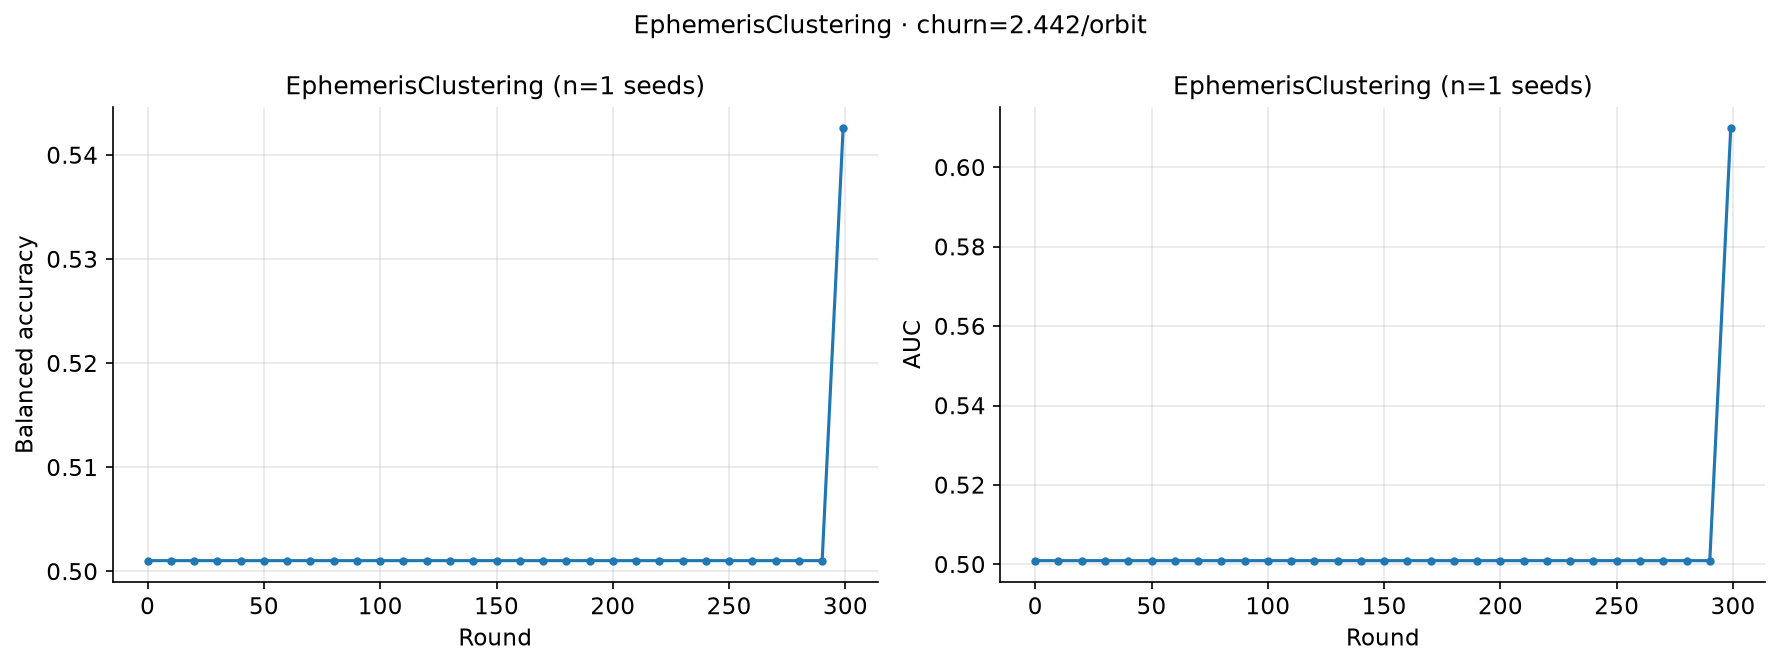 EphemerisClustering · churn=2.442/orbit
EphemerisClustering (n=1 seeds)
Balanced accuracy
0.54
0.53
0.52
0.51
0.50
0 50 100 150 200 250 300
Round
EphemerisClustering (n=1 seeds)
AUC
0.60
0.58
0.56
0.54
0.52
0.50
0 50 100 150 200 250 300
Round